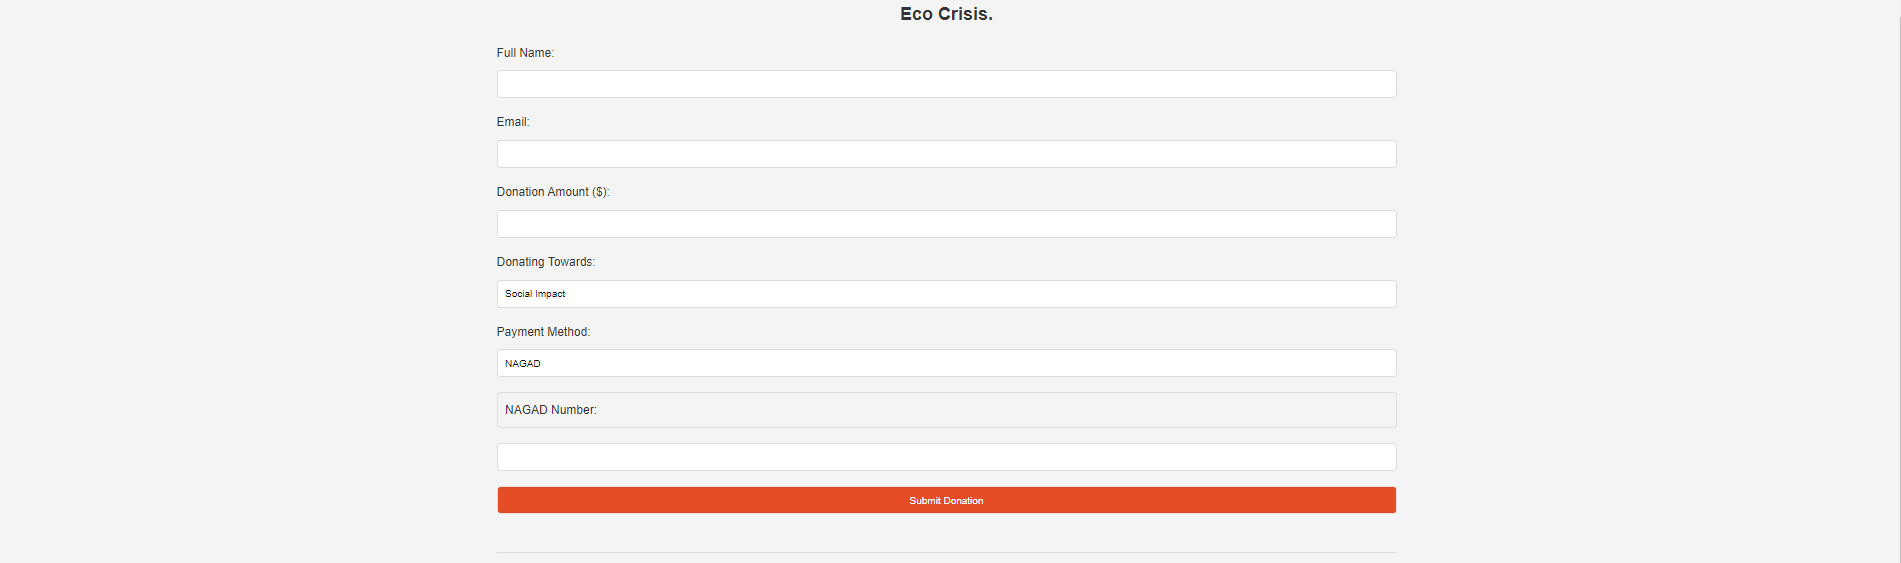 Eco Crisis.
Full Name:
Email:
Donation Amount ($):
Donating Towards:
Social Impact
Payment Method:
NAGAD
NAGAD Number:
Submit Donation